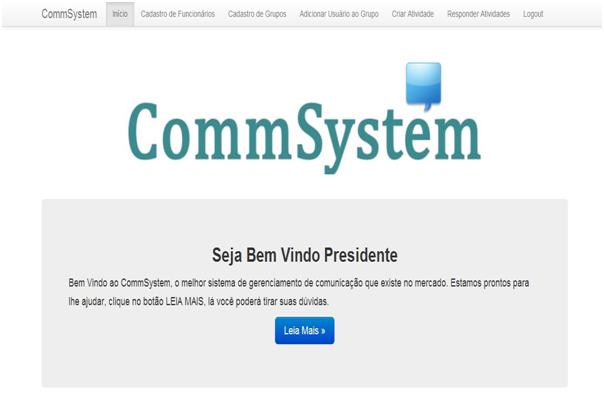 CommSystem Início Cadastro de Funcionários Cadastro de Grupos Adicionar Usuário ao Grupo Criar Atividade Responder Atividades Logout
CommSystem
Seja Bem Vindo Presidente
Bem Vindo ao CommSystem, o melhor sistema de gerenciamento de comunicação que existe no mercado. Estamos prontos para
lhe ajudar, clique no botão LEIA MAIS, lá você poderá tirar suas dúvidas.
Leia Mais »